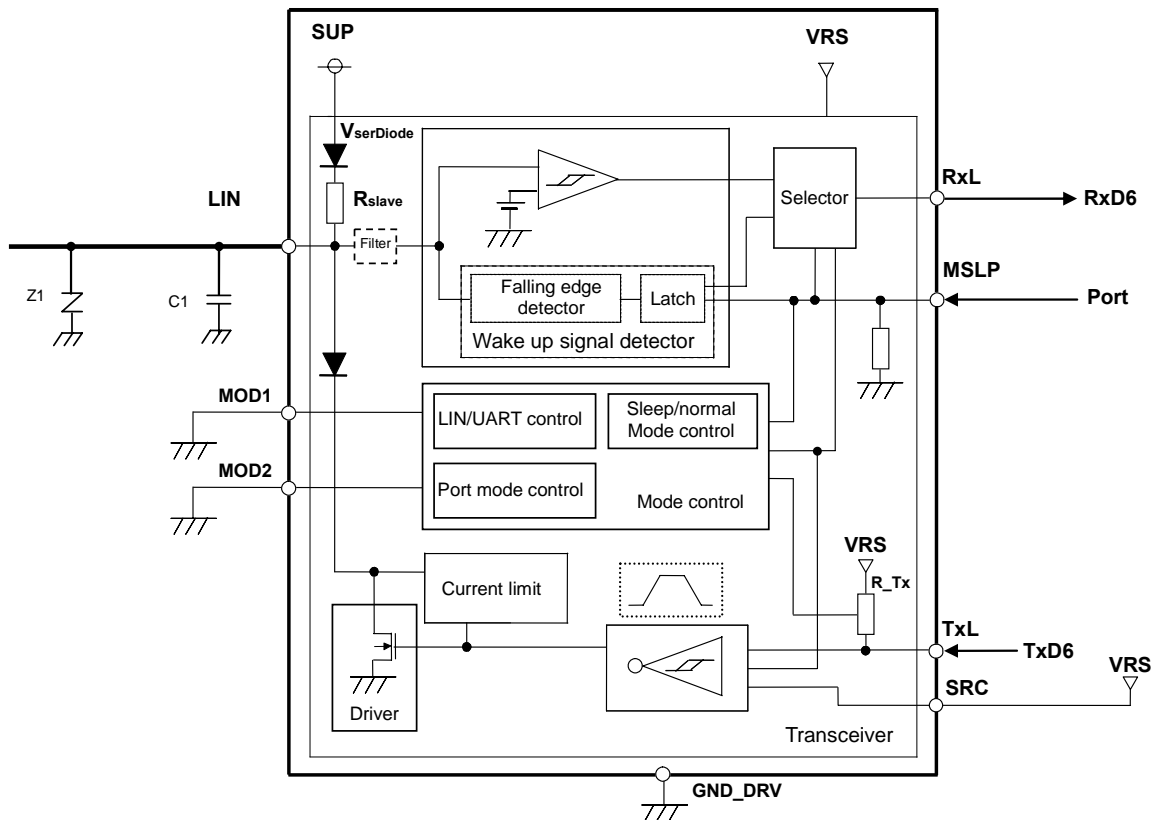 SUP
VRS
VserDiode
RxL
Rslave
LIN
Selector
RxD6
Filter
MSLP
Z1
C1
Falling edge
detector
Latch
Port
Wake up signal detector
MOD1
LIN/UART control
Sleep/normal
Mode control
MOD2
Port mode control
Mode control
VRS
R_Tx
Current limit
TxL
TxD6
VRS
SRC
Driver
Transceiver
GND_DRV